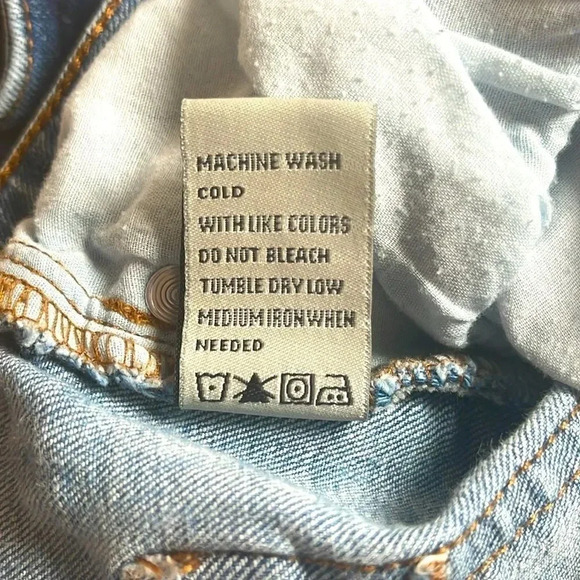 MACHINE WASH
COLD
WITH LIKE COLORS
DO NOT BLEACH
TUMBLE DRY LOW
MEDIUM IRON WHEN
NEEDED